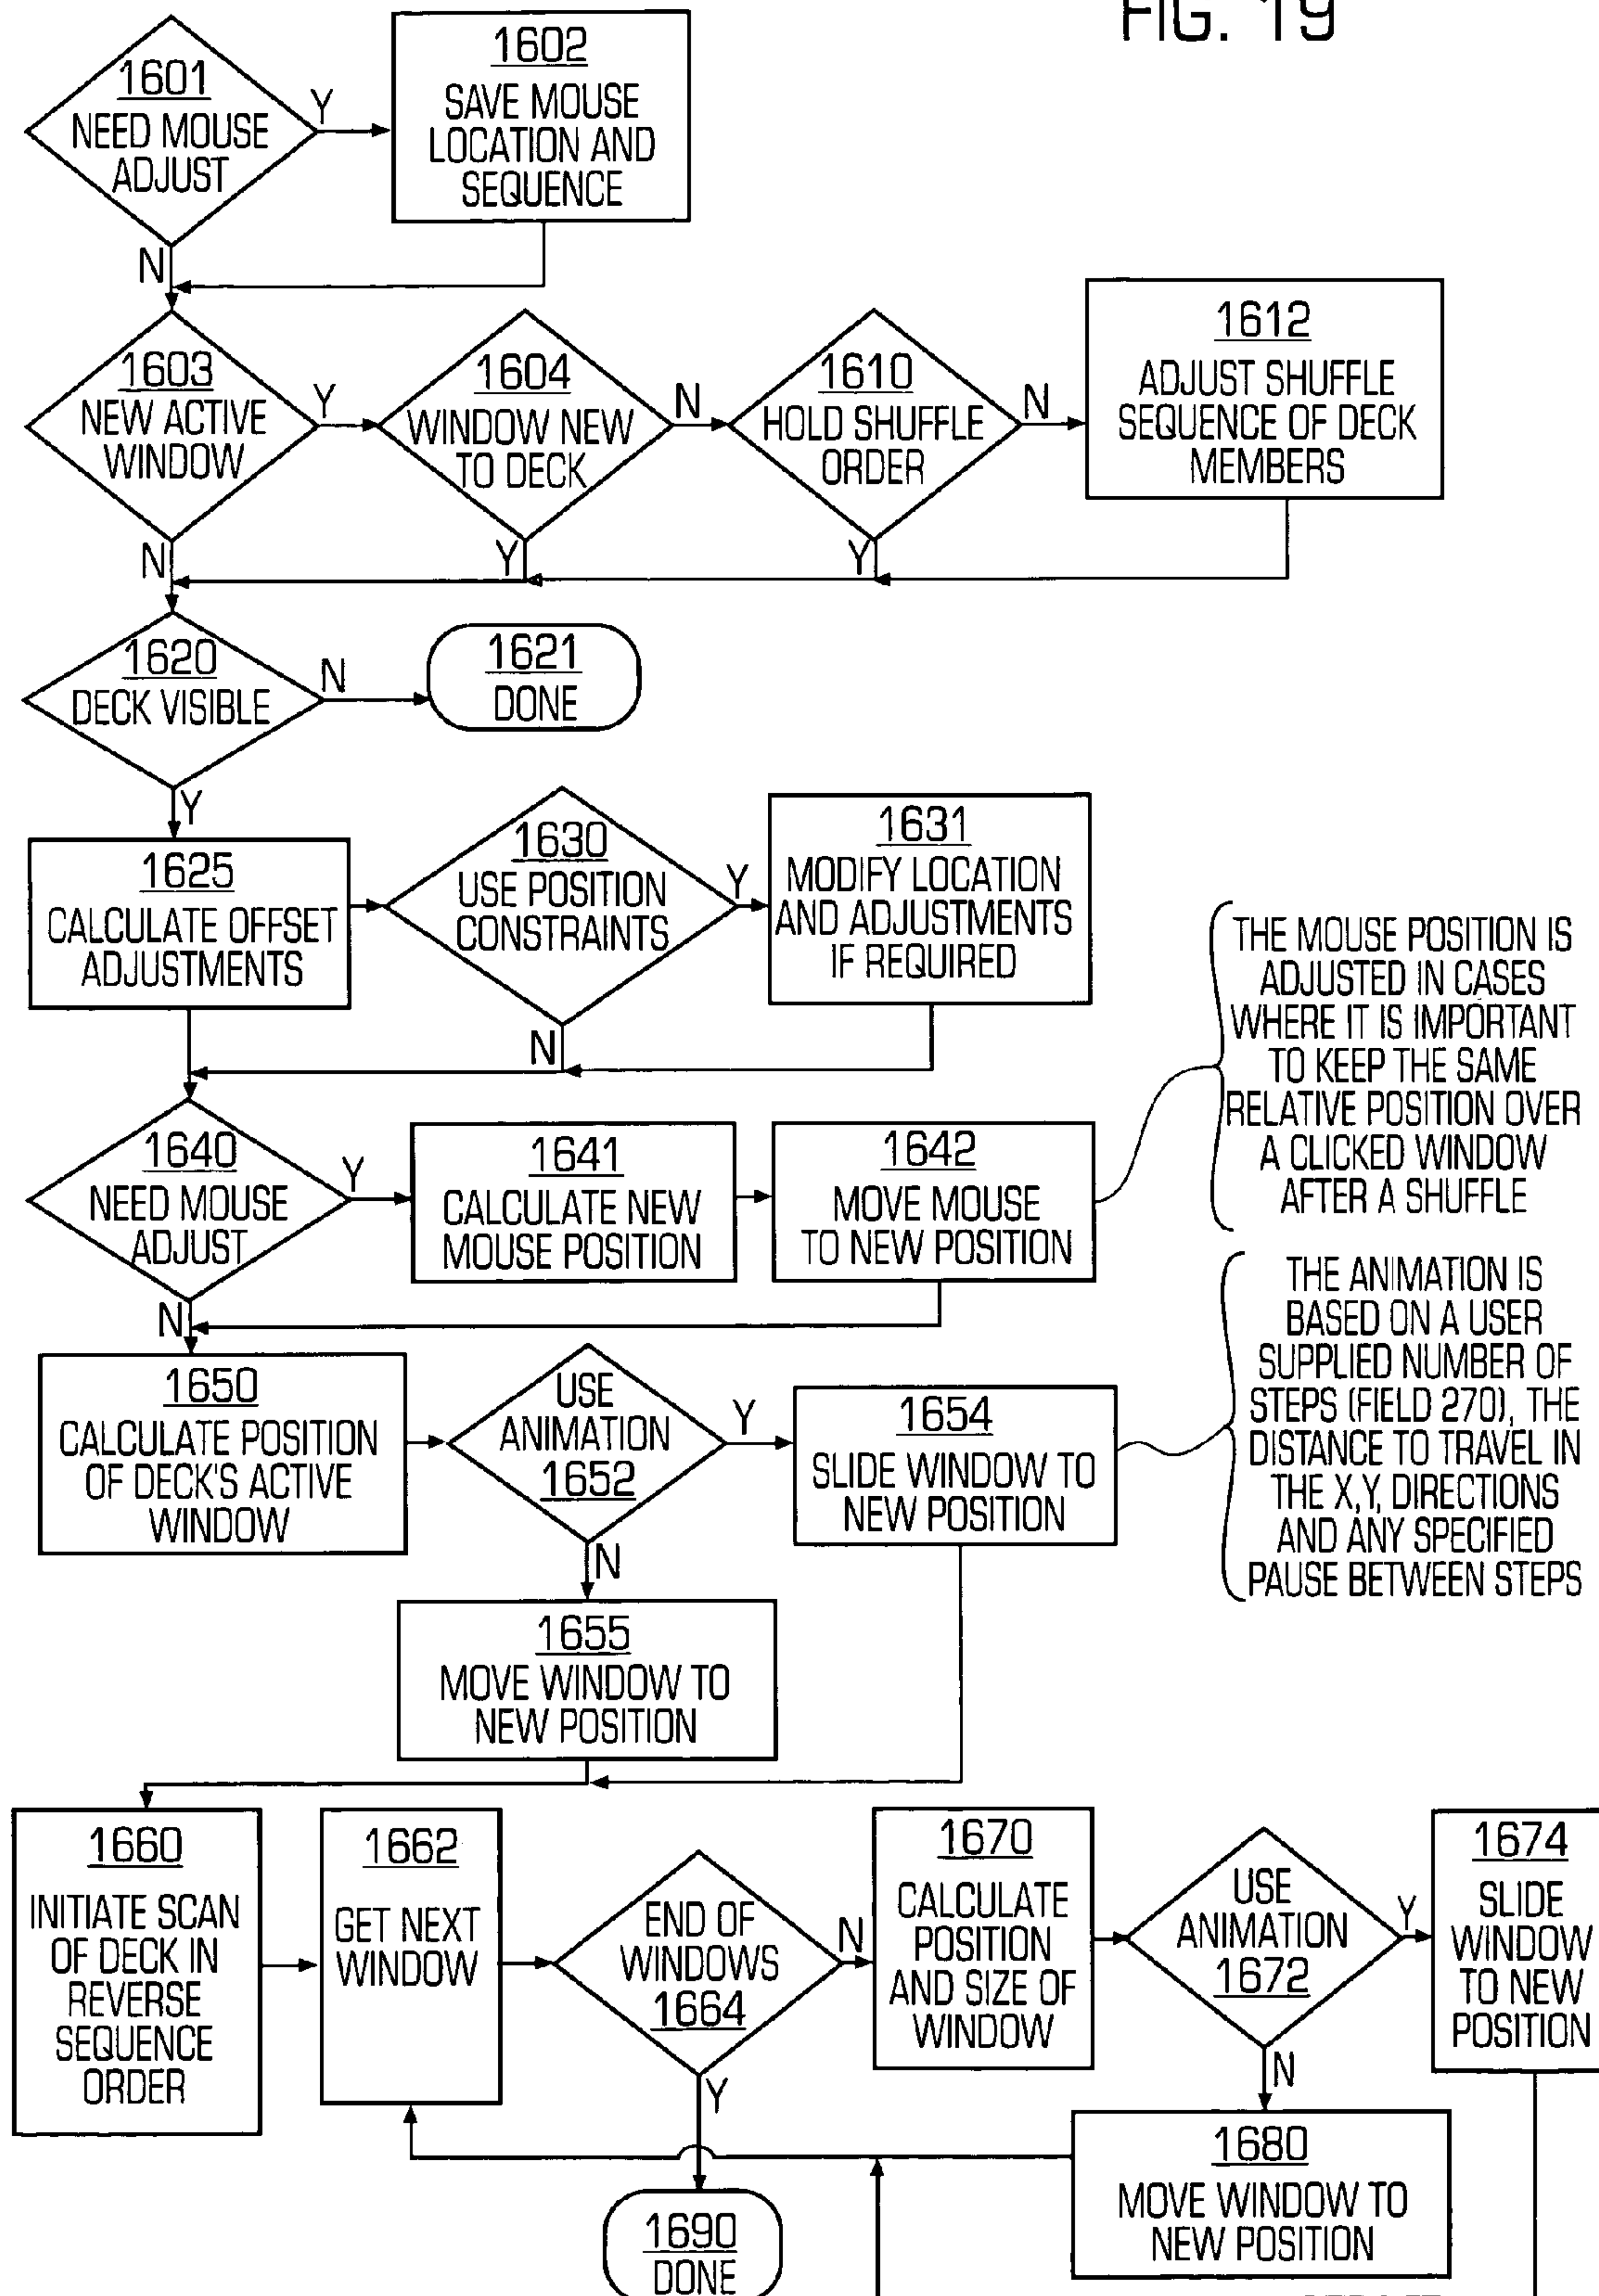 FIG. 19
1601
NEED MOUSE
ADJUST
Y
N
1602
SAVE MOUSE
LOCATION AND
SEQUENCE
1603
NEW ACTIVE
WINDOW
Y
N
1604
WINDOW NEW
TO DECK
N
Y
1610
HOLD SHUFFLE
ORDER
N
Y
1612
ADJUST SHUFFLE
SEQUENCE OF DECK
MEMBERS
1620
DECK VISIBLE
N
Y
1621
DONE
1625
CALCULATE OFFSET
ADJUSTMENTS
1630
USE POSITION
CONSTRAINTS
Y
N
1631
MODIFY LOCATION
AND ADJUSTMENTS
IF REQUIRED
THE MOUSE POSITION IS
ADJUSTED IN CASES
WHERE IT IS IMPORTANT
TO KEEP THE SAME
RELATIVE POSITION OVER
A CLICKED WINDOW
AFTER A SHUFFLE
1640
NEED MOUSE
ADJUST
Y
N
1641
CALCULATE NEW
MOUSE POSITION
1642
MOVE MOUSE
TO NEW POSITION
THE ANIMATION IS
BASED ON A USER
SUPPLIED NUMBER OF
STEPS (FIELD 270), THE
DISTANCE TO TRAVEL IN
THE X,Y, DIRECTIONS
AND ANY SPECIFIED
PAUSE BETWEEN STEPS
1650
CALCULATE POSITION
OF DECK'S ACTIVE
WINDOW
USE
ANIMATION
1652
Y
N
1654
SLIDE WINDOW TO
NEW POSITION
1655
MOVE WINDOW TO
NEW POSITION
1660
INITIATE SCAN
OF DECK IN
REVERSE
SEQUENCE
ORDER
1662
GET NEXT
WINDOW
END OF
WINDOWS
1664
N
Y
1670
CALCULATE
POSITION
AND SIZE OF
WINDOW
USE
ANIMATION
1672
Y
N
1674
SLIDE
WINDOW
TO NEW
POSITION
1680
MOVE WINDOW TO
NEW POSITION
1690
DONE